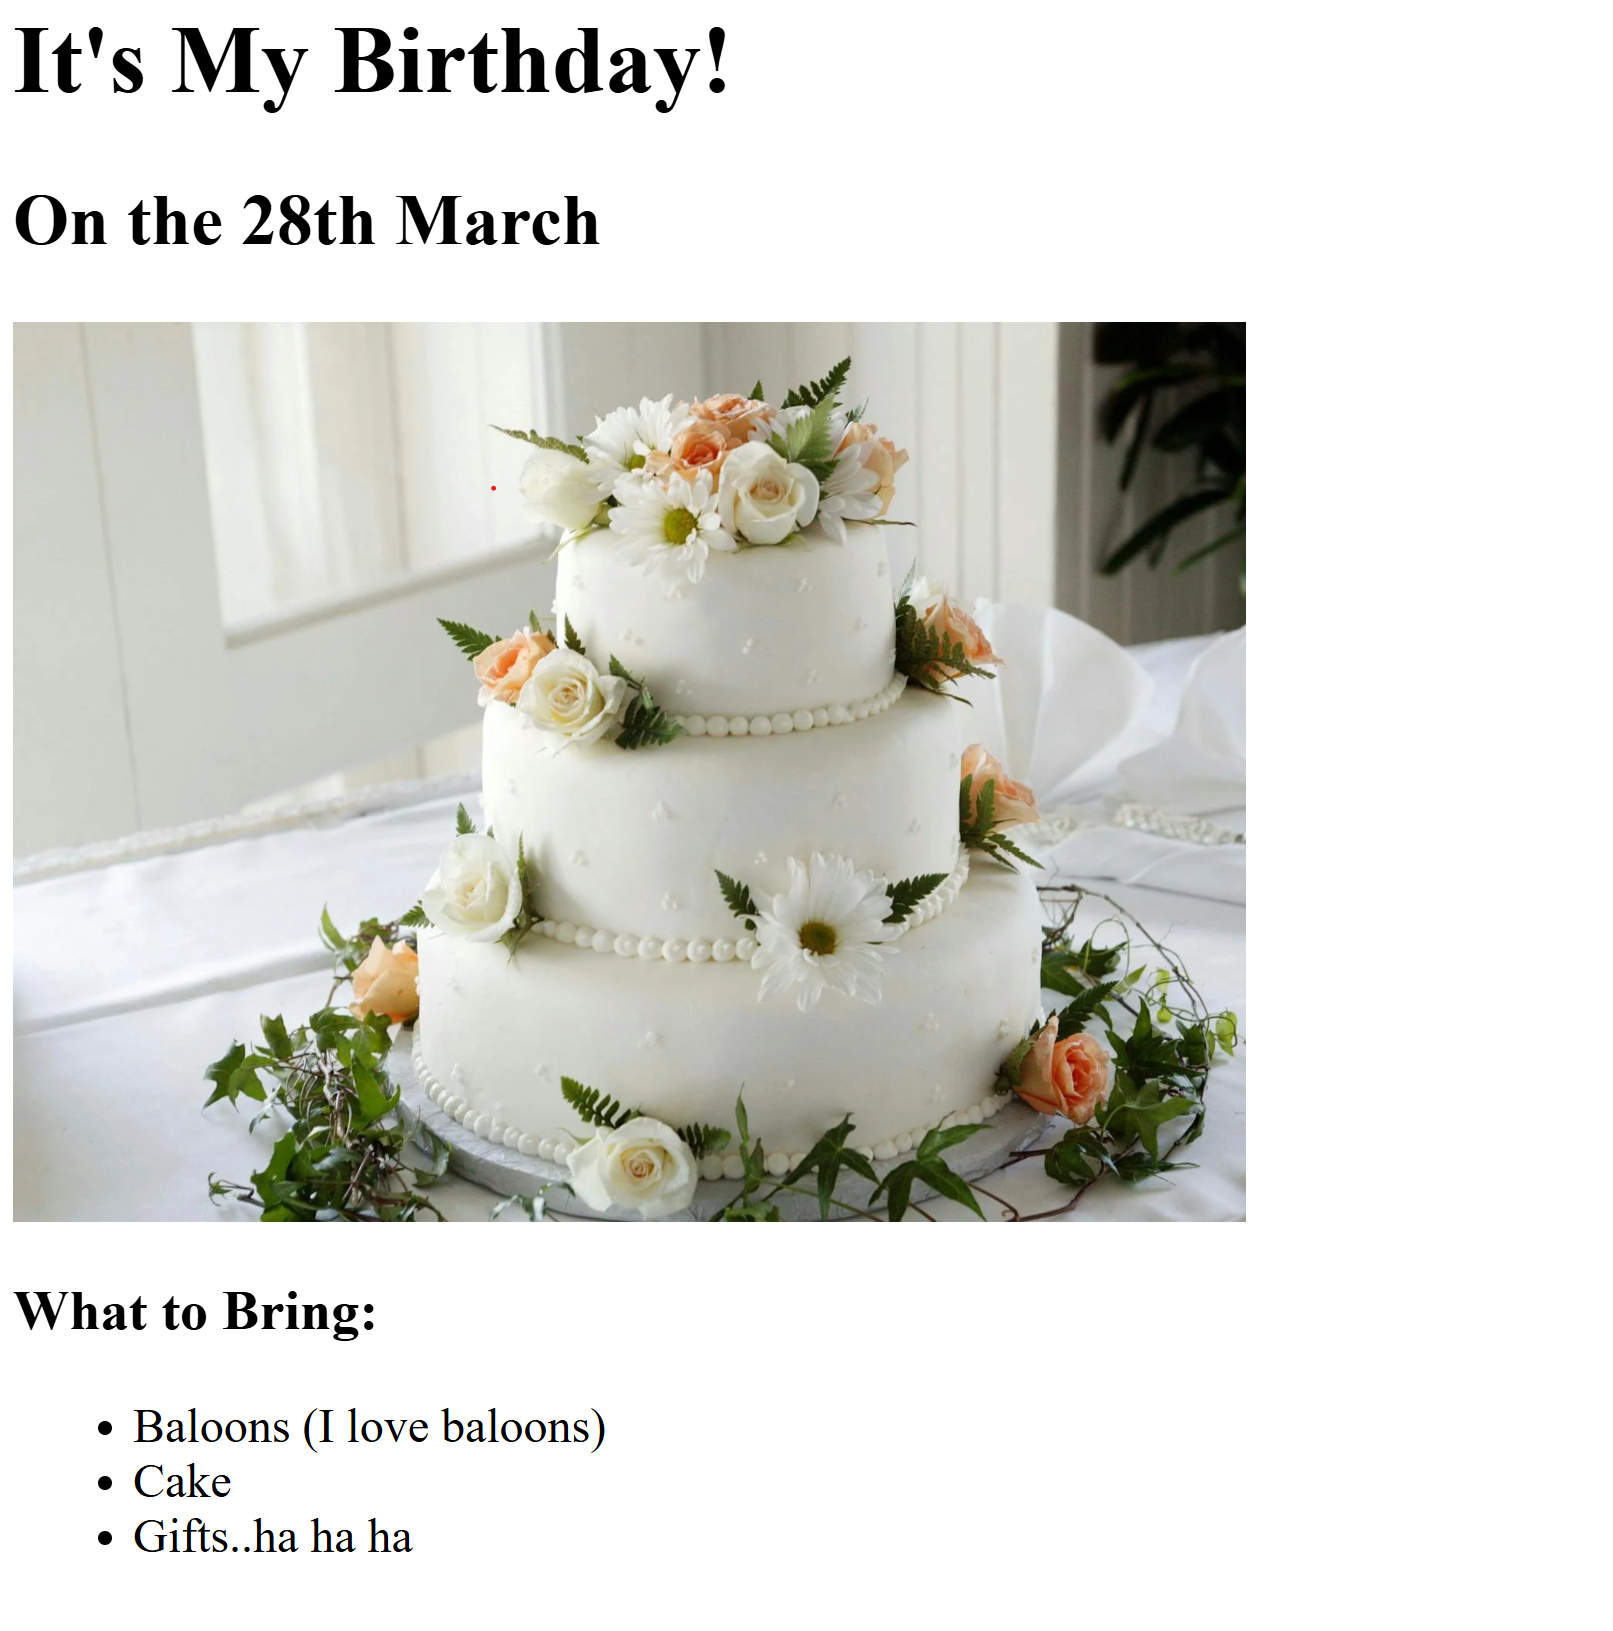 It's My Birthday!
On the 28th March
What to Bring:
Baloons (I love baloons)
Cake
Gifts..ha ha ha